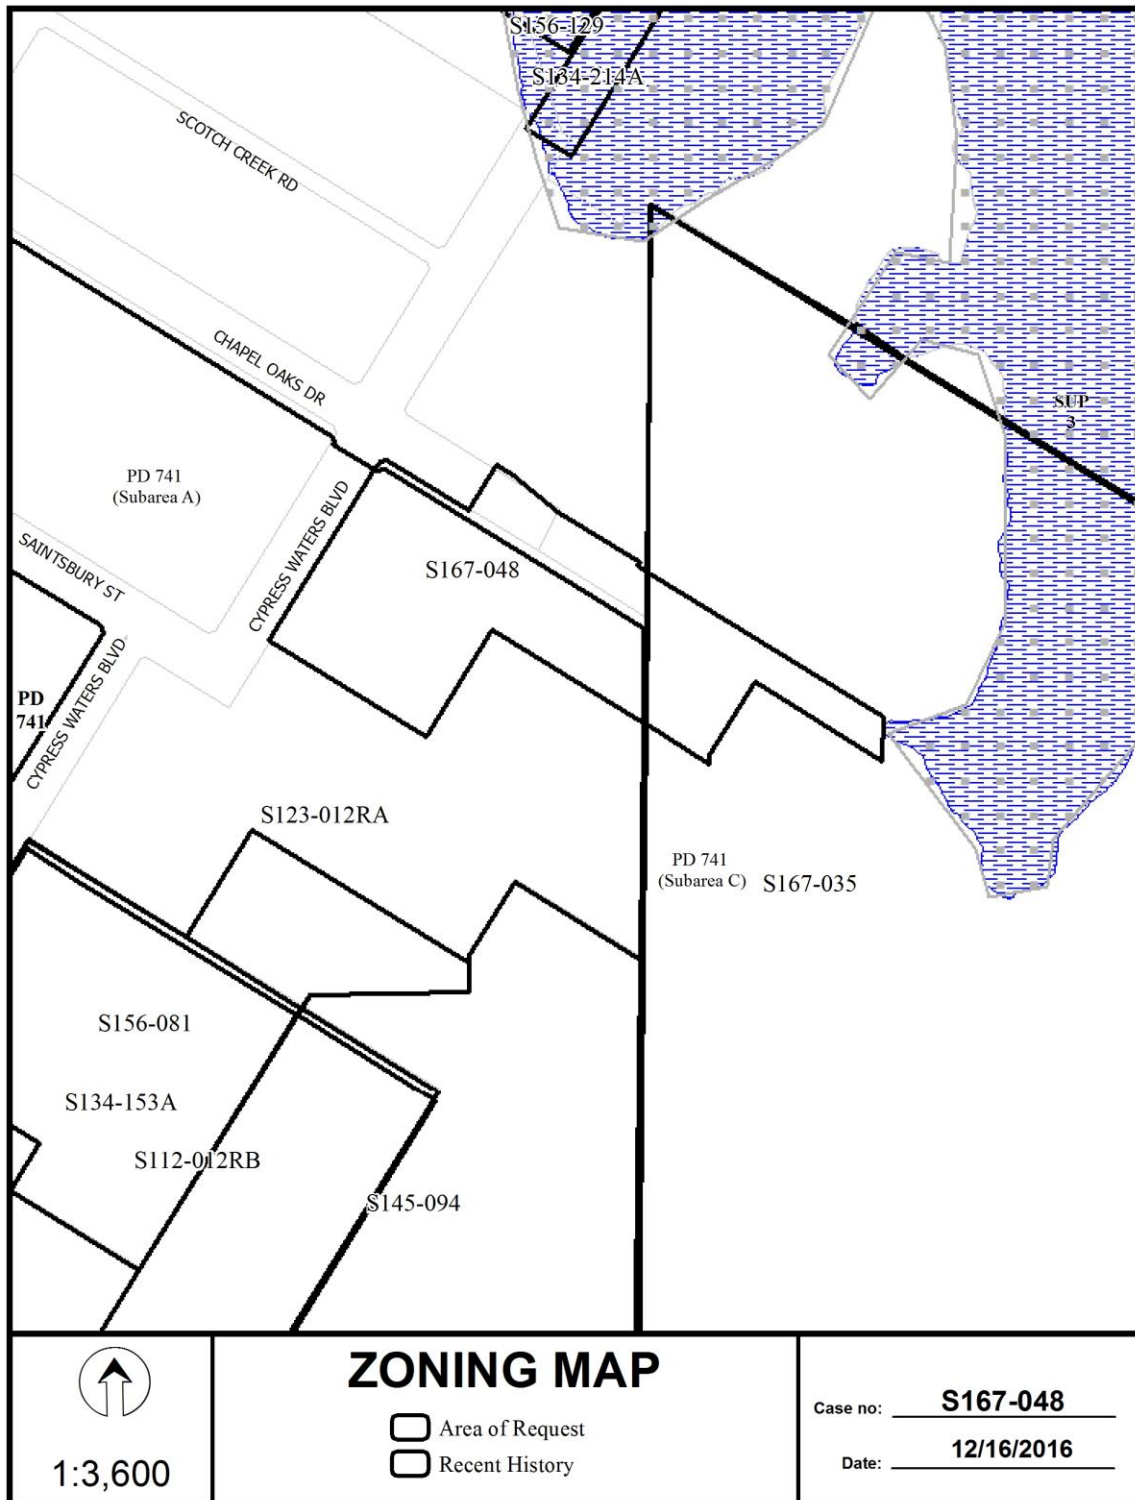 S156-129
S134-214A
SCOTCH CREEK RD
CHAPEL OAKS DR
SUP
3
PD 741
(Subarea A)
CYPRESS WATERS BLVD
SAINTSBURY ST
S167-048
PD
741
CYPRESS WATERS BLVD
S123-012RA
PD 741
(Subarea C)
S167-035
S156-081
S134-153A
S112-012RB
S145-094
1:3,600
ZONING MAP
Area of Request
Recent History
Case no: S167-048
Date: 12/16/2016